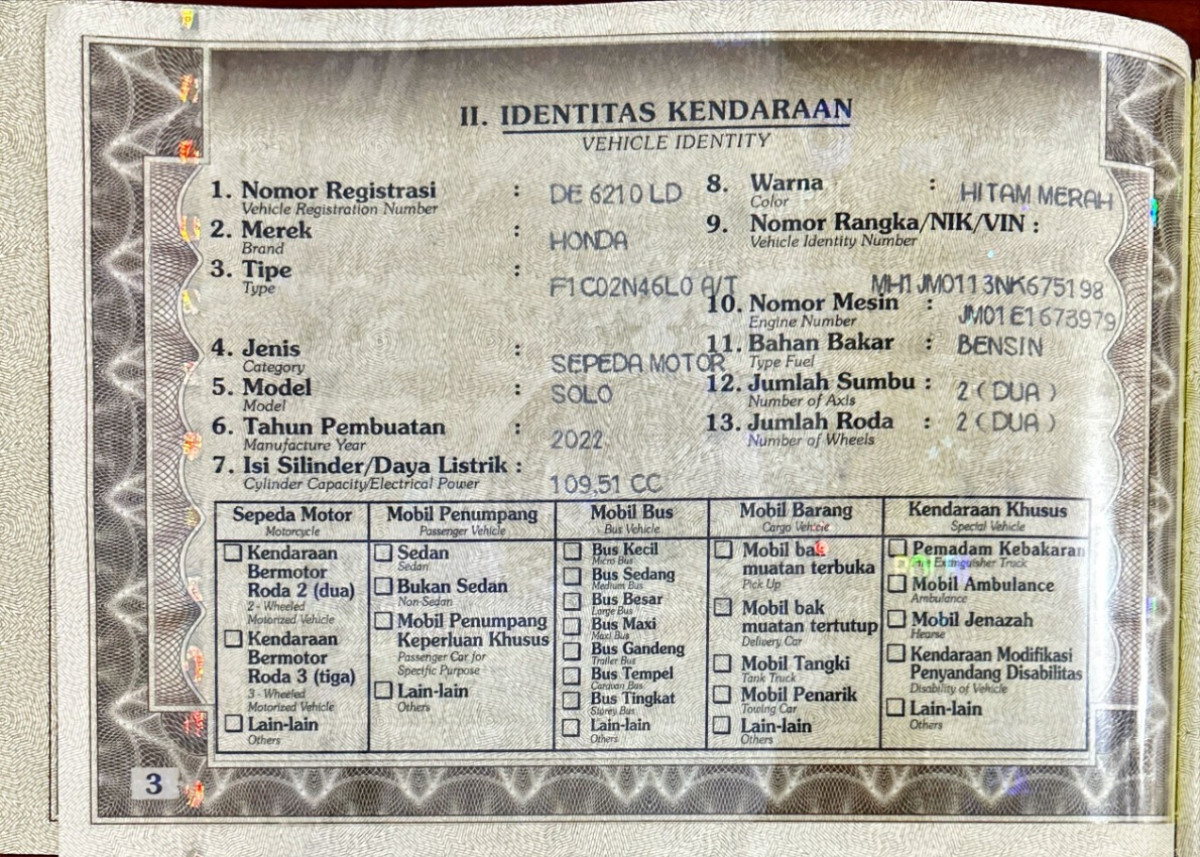 II. IDENTITAS KENDARAAN
VEHICLE IDENTITY
1. Nomor Registrasi : DE 6210 LD
Vehicle Registration Number
2. Merek : HONDA
Brand
3. Tipe : F1C02N46L0 A/T
Type
4. Jenis : SEPEDA MOTOR
Category
5. Model : SOLO
Model
6. Tahun Pembuatan : 2022
Manufacture Year
7. Isi Silinder/Daya Listrik : 109,51 CC
Cylinder Capacity/Electrical Power
8. Warna : HITAM MERAH
Color
9. Nomor Rangka/NIK/VIN :
Vehicle Identity Number
MH1JM0113NK675198
10. Nomor Mesin : JM01E1673979
Engine Number
11. Bahan Bakar : BENSIN
Type Fuel
12. Jumlah Sumbu : 2 ( DUA )
Number of Axis
13. Jumlah Roda : 2 ( DUA )
Number of Wheels
Sepeda Motor
Motorcycle
Kendaraan
Bermotor
Roda 2 (dua)
2 - Wheeled
Motorized Vehicle
Kendaraan
Bermotor
Roda 3 (tiga)
3 - Wheeled
Motorized Vehicle
Lain-lain
Others
Mobil Penumpang
Passenger Vehicle
Sedan
Sedan
Bukan Sedan
Non-Sedan
Mobil Penumpang
Keperluan Khusus
Passenger Car for
Specific Purpose
Lain-lain
Others
Mobil Bus
Bus Vehicle
Bus Kecil
Micro Bus
Bus Sedang
Medium Bus
Bus Besar
Large Bus
Bus Maxi
Maxi Bus
Bus Gandeng
Trailer Bus
Bus Tempel
Caravan Bus
Bus Tingkat
Storey Bus
Lain-lain
Others
Mobil Barang
Cargo Vehicle
Mobil bak
muatan terbuka
Pick Up
Mobil bak
muatan tertutup
Delivery Car
Mobil Tangki
Tank Truck
Mobil Penarik
Towing Car
Lain-lain
Others
Kendaraan Khusus
Special Vehicle
Pemadam Kebakaran
Extinguisher Truck
Mobil Ambulance
Ambulance
Mobil Jenazah
Hearse
Kendaraan Modifikasi
Penyandang Disabilitas
Disability of Vehicle
Lain-lain
Others
3